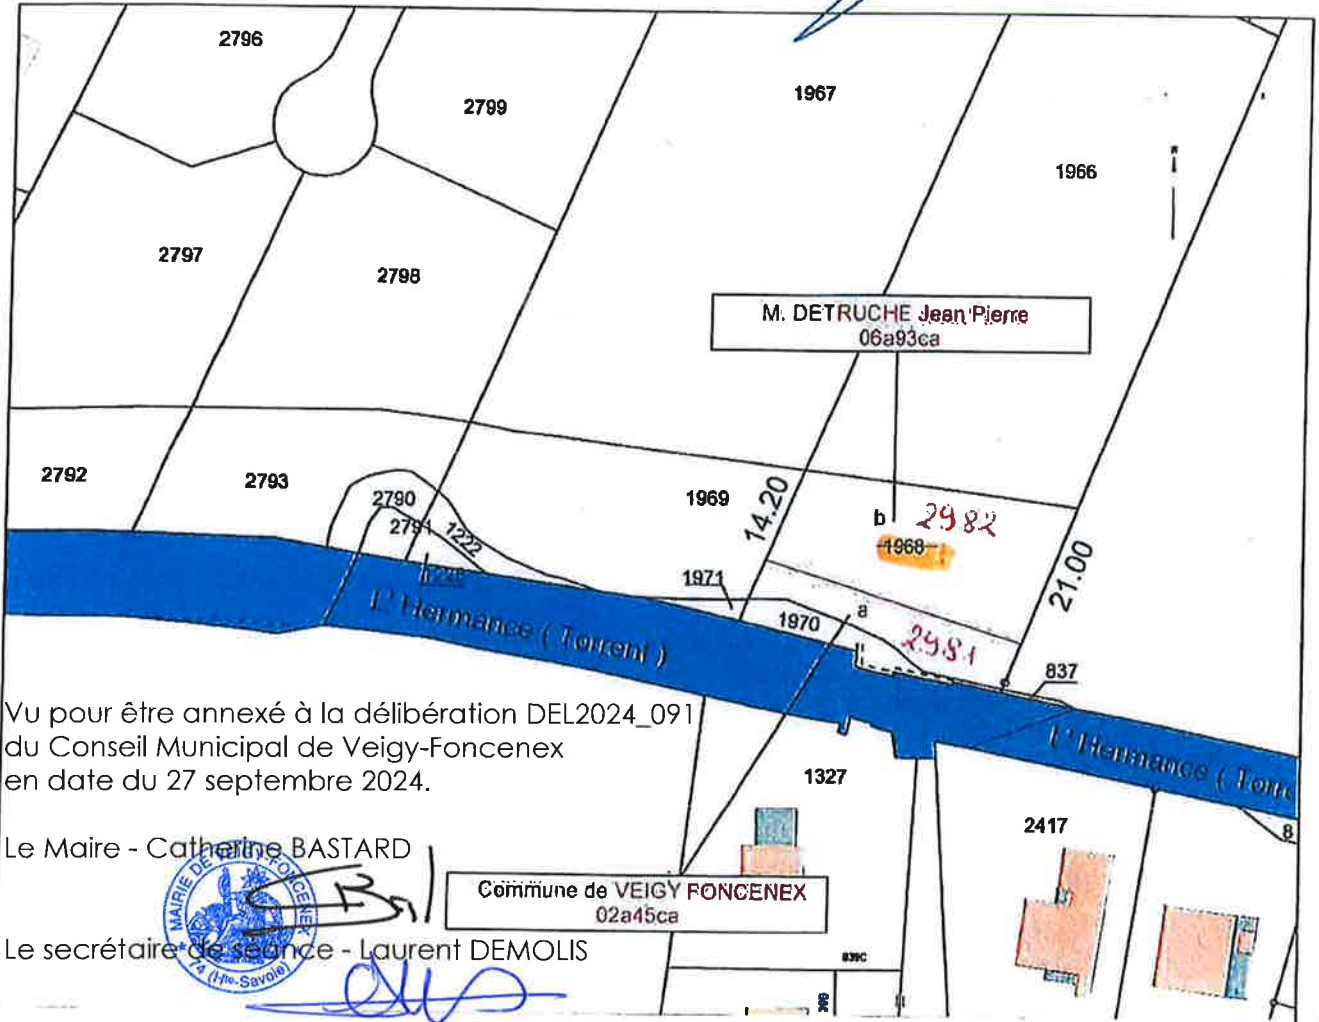 2796
2799
1967
1966
2797
2798
M. DETRUCHE Jean Pierre
06a93ca
2792
2793
2790
2791
1222
1969
14.20
b
2982
1968
21.00
1971
1970
a
2981
837
L'Hermance ( Torrent )
L'Hermance ( Torre
Vu pour être annexé à la délibération DEL2024_091
du Conseil Municipal de Veigy-Foncenex
en date du 27 septembre 2024.
1327
2417
8
Le Maire - Catherine BASTARD
MAIRIE DE VEIGY-FONCENEX
74 (Hte-Savoie)
Commune de VEIGY FONCENEX
02a45ca
Le secrétaire de séance - Laurent DEMOLIS